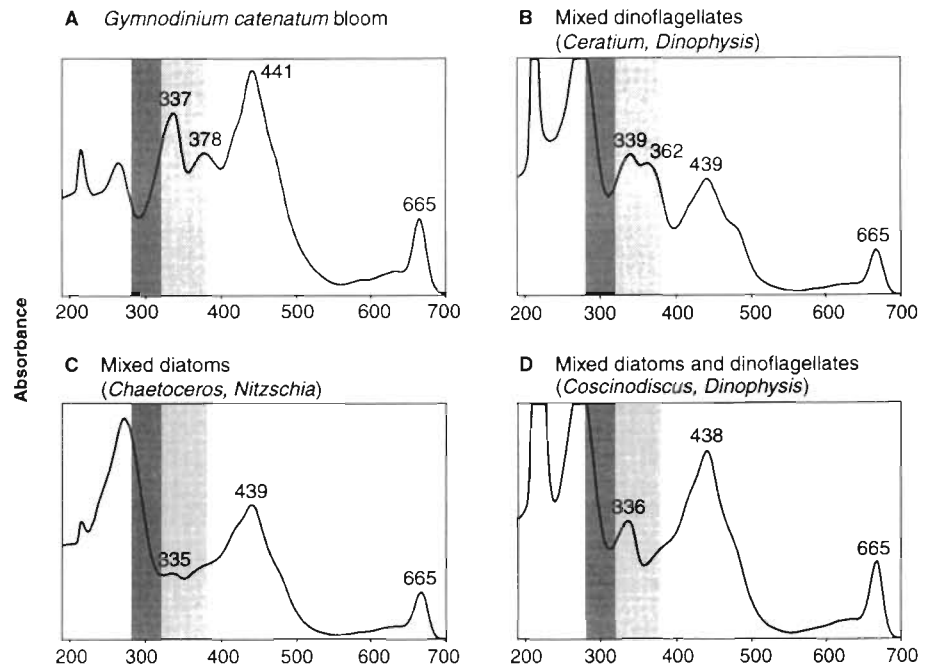 A Gymnodinium catenatum bloom
337
378
441
665
200 300 400 500 600 700
B Mixed dinoflagellates
(Ceratium, Dinophysis)
339
362
439
665
200 300 400 500 600 700
Absorbance
C Mixed diatoms
(Chaetoceros, Nitzschia)
335
439
665
200 300 400 500 600 700
D Mixed diatoms and dinoflagellates
(Coscinodiscus, Dinophysis)
336
438
665
200 300 400 500 600 700